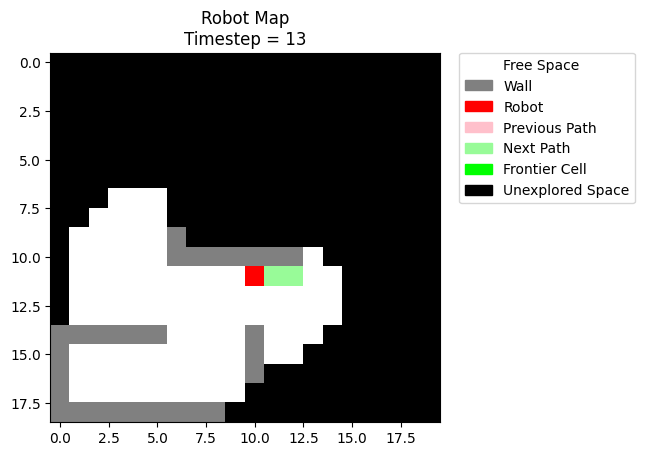 Robot Map
Timestep = 13
0.0
2.5
5.0
7.5
10.0
12.5
15.0
17.5
0.0
2.5
5.0
7.5
10.0
12.5
15.0
17.5
Free Space
Wall
Robot
Previous Path
Next Path
Frontier Cell
Unexplored Space